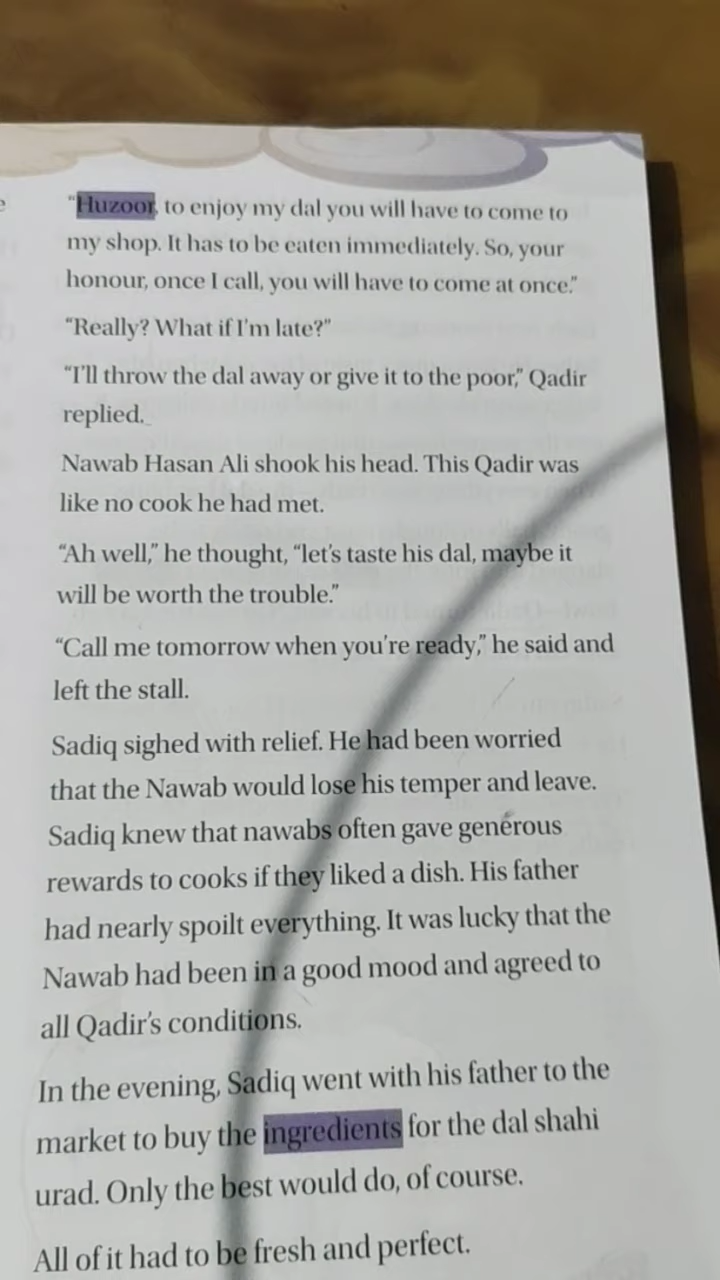 "Huzoor, to enjoy my dal you will have to come to
my shop. It has to be eaten immediately. So, your
honour, once I call, you will have to come at once."
"Really? What if I'm late?"
"I'll throw the dal away or give it to the poor," Qadir
replied.
Nawab Hasan Ali shook his head. This Qadir was
like no cook he had met.
"Ah well," he thought, "let's taste his dal, maybe it
will be worth the trouble."
"Call me tomorrow when you're ready," he said and
left the stall.
Sadiq sighed with relief. He had been worried
that the Nawab would lose his temper and leave.
Sadiq knew that nawabs often gave generous
rewards to cooks if they liked a dish. His father
had nearly spoilt everything. It was lucky that the
Nawab had been in a good mood and agreed to
all Qadir's conditions.
In the evening, Sadiq went with his father to the
market to buy the ingredients for the dal shahi
urad. Only the best would do, of course.
All of it had to be fresh and perfect.